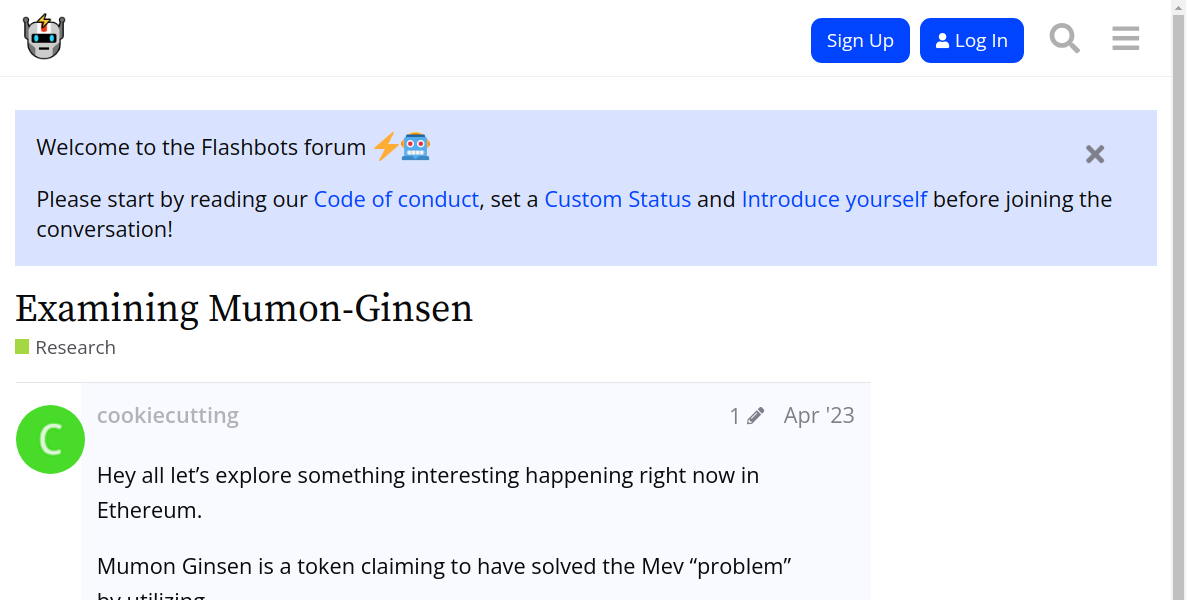 Sign Up
Log In
Welcome to the Flashbots forum
Please start by reading our Code of conduct, set a Custom Status and Introduce yourself before joining the
conversation!
Examining Mumon-Ginsen
Research
C
cookiecutting
1
Apr '23
Hey all let’s explore something interesting happening right now in
Ethereum.
Mumon Ginsen is a token claiming to have solved the Mev “problem”
by utilizing